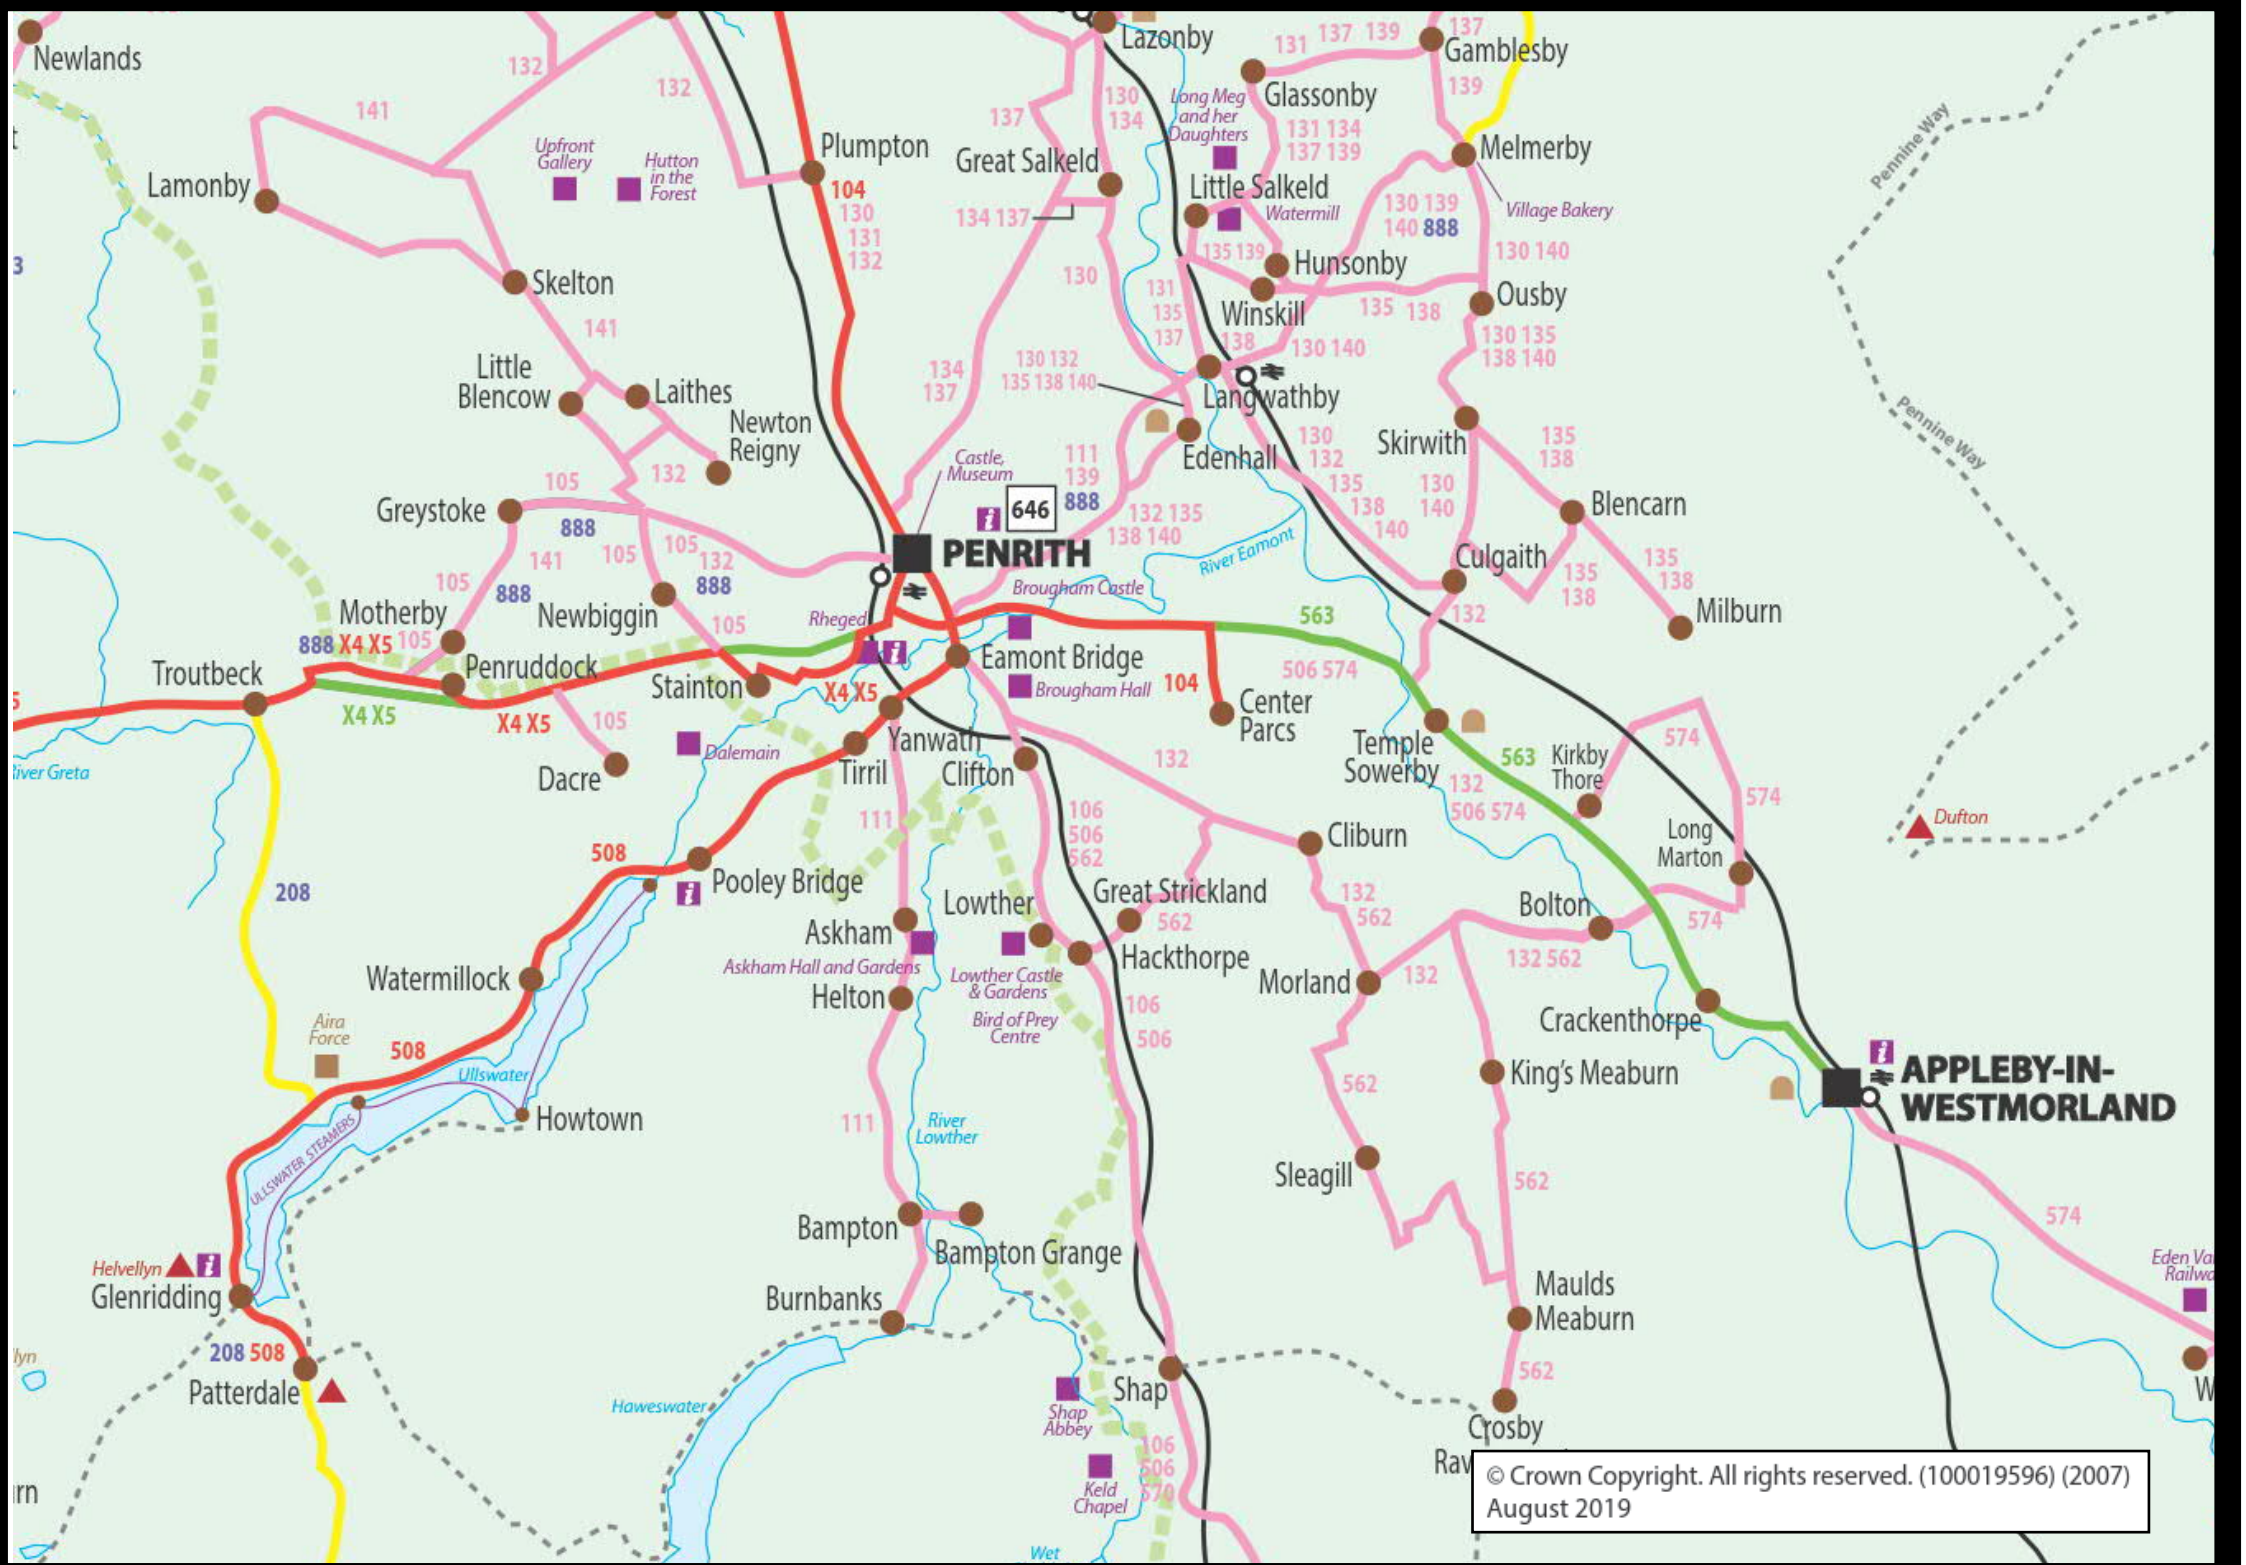 Newlands
132
141
132
Lamonby
Upfront
Gallery
Hutton
in the
Forest
Plumpton
104
130
131
132
Skelton
141
Little
Blencow
Laithes
Newton
Reigny
132
105
Greystoke
888
141
105
105
132
888
105
888
Newbiggin
105
Motherby
888 X4 X5 105
Troutbeck
Penruddock
Stainton
X4 X5
X4 X5
X4 X5
105
Dacre
Dalemain
River Greta
208
Lazonby
131 137 139
137
Gamblesby
139
Glassonby
Long Meg
and her
Daughters
131 134
137 139
130
134
137
Great Salkeld
134 137
Melmerby
Village Bakery
Little Salkeld
Watermill
130 139
140 888
135 139
Hunsonby
130 140
130
131
135
137
Winskill
138
135 138
Ousby
130 135
138 140
130 140
130 132
135 138 140
134
137
Langwathby
Edenhall
Skirwith
135
138
130
132
135
138
140
130
140
Blencarn
Castle,
Museum
646
111
139
888
132 135
138 140
PENRITH
River Eamont
Culgaith
135
138
135
138
132
Milburn
Brougham Castle
Rheged
563
506 574
Eamont Bridge
Brougham Hall
104
Center
Parcs
Yanwath
Tirril
Clifton
132
Temple
Sowerby
563
132
506 574
Kirkby
Thore
574
574
Long
Marton
Pennine Way
Pennine Way
Dufton
111
106
506
562
Cliburn
508
Pooley Bridge
Lowther
Great Strickland
562
132
562
Bolton
574
Askham
Askham Hall and Gardens
Helton
Hackthorpe
Lowther Castle
& Gardens
Bird of Prey
Centre
Morland
132
132 562
Watermillock
106
506
Crackenthorpe
Aira
Force
508
Ullswater
Howtown
ULLSWATER STEAMERS
562
King's Meaburn
APPLEBY-IN-
WESTMORLAND
111
River
Lowther
Sleagill
562
574
Bampton
Bampton Grange
Helvellyn
Glenridding
Burnbanks
Maulds
Meaburn
Eden Va
Railwa
208 508
Patterdale
Haweswater
Shap
562
Crosby
Rav
Shap
Abbey
106
506
570
Keld
Chapel
Wet
W
© Crown Copyright. All rights reserved. (100019596) (2007)
August 2019